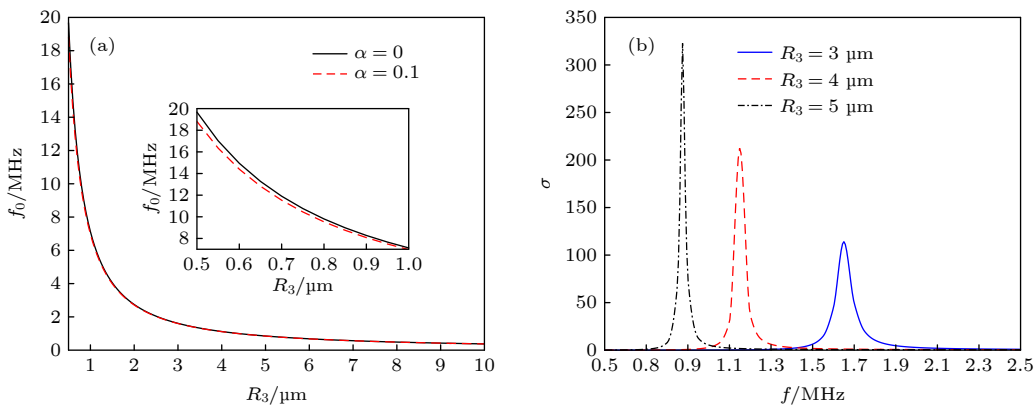 (a)
α = 0
α = 0.1
f₀/MHz
20
18
16
14
12
10
8
6
4
2
0
1 2 3 4 5 6 7 8 9 10
R₃/µm
f₀/MHz
20
18
16
14
12
10
8
0.5 0.6 0.7 0.8 0.9 1.0
R₃/µm
(b)
R₃ = 3 µm
R₃ = 4 µm
R₃ = 5 µm
σ
350
300
250
200
150
100
50
0
0.5 0.8 0.9 1.1 1.3 1.5 1.7 1.9 2.1 2.3 2.5
f/MHz